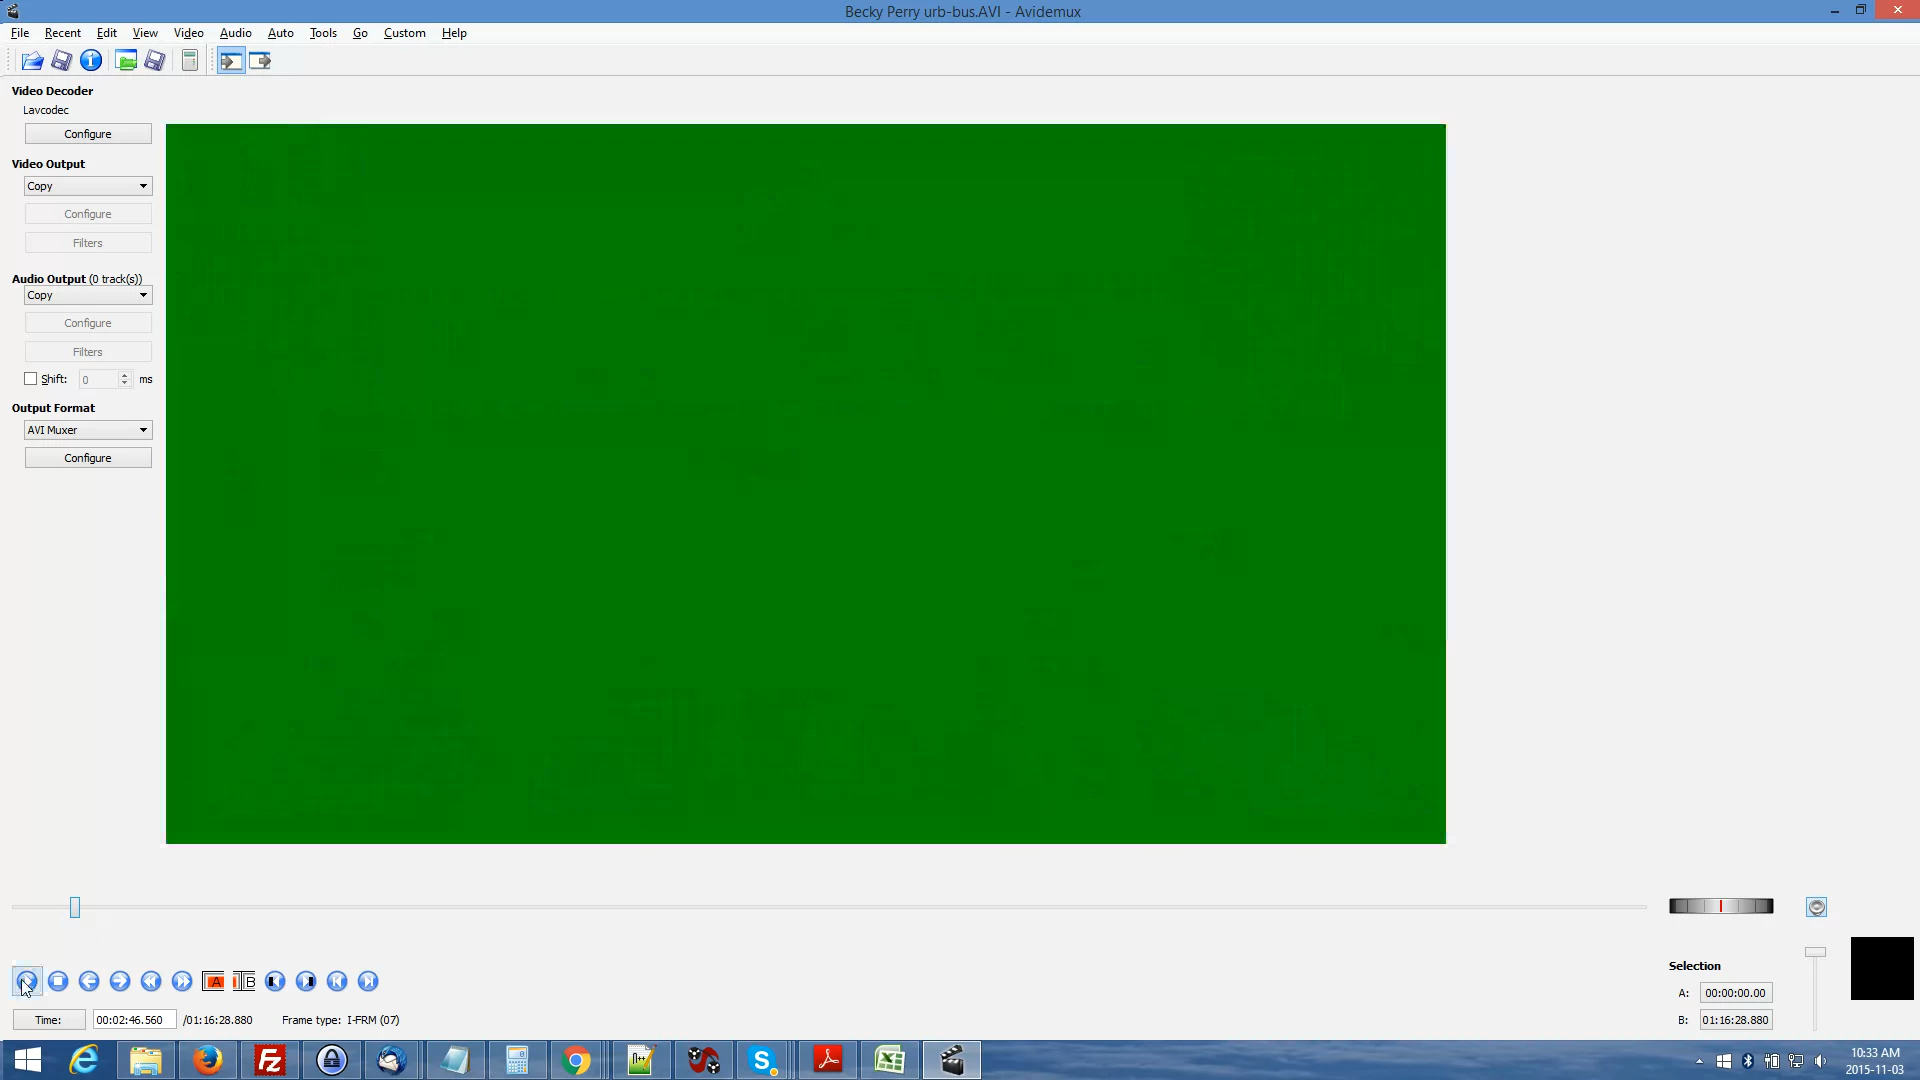 Becky Perry urb-bus.AVI - Avidemux
File Recent Edit View Video Audio Auto Tools Go Custom Help
Video Decoder
Lavcodec
Configure
Video Output
Copy
Configure
Filters
Audio Output (0 track(s))
Copy
Configure
Filters
Shift: 0 ms
Output Format
AVI Muxer
Configure
A B
Selection
A: 00:00:00.00
B: 01:16:28.880
Time: 00:02:46.560 /01:16:28.880 Frame type: I-FRM (07)
10:33 AM
2015-11-03